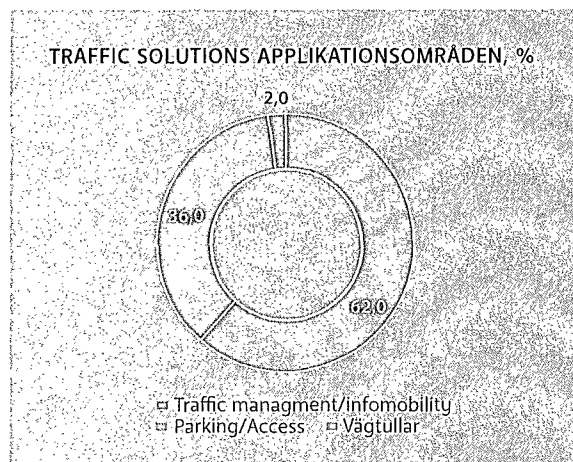 TRAFFIC SOLUTIONS APPLIKATIONSOMRÅDEN, %
2,0
36,0
62,0
Traffic managment/infomobility
Parking/Access Vägtullar